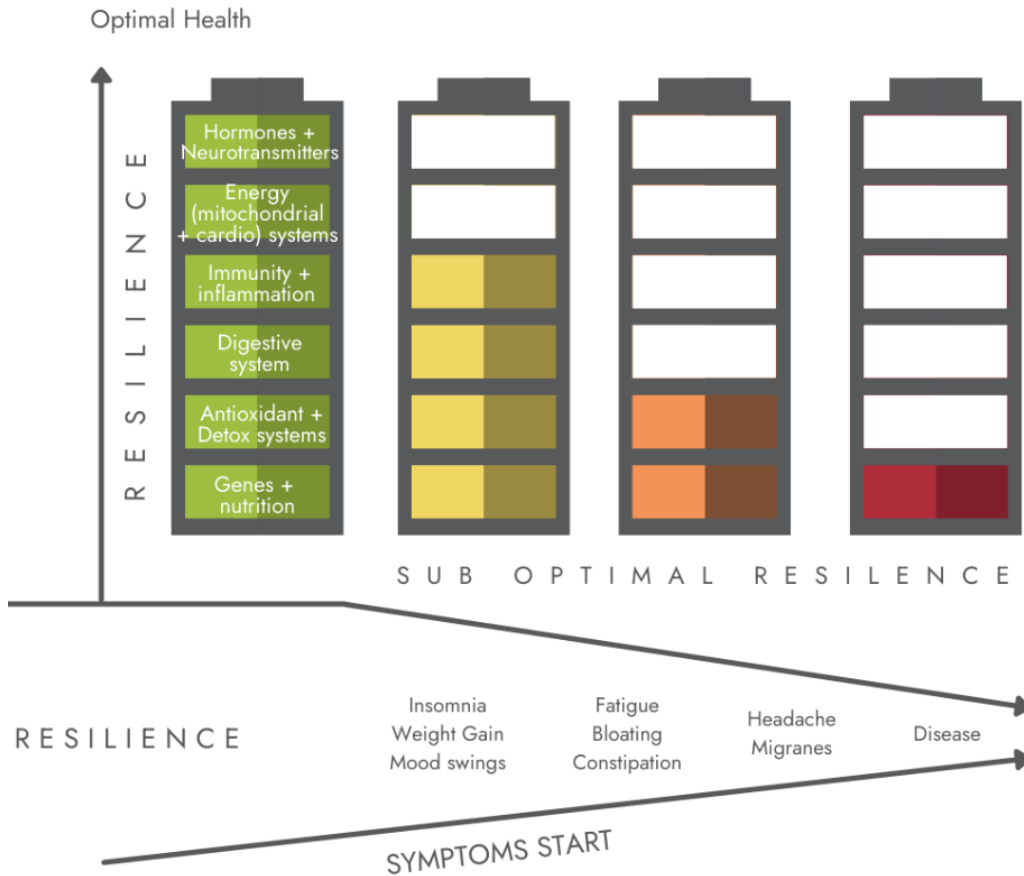 Optimal Health
RESILIENCE
Hormones +
Neurotransmitters
Energy
(mitochondrial
+ cardio) systems
Immunity +
inflammation
Digestive
system
Antioxidant +
Detox systems
Genes +
nutrition
SUB OPTIMAL RESILENCE
RESILIENCE
Insomnia
Weight Gain
Mood swings
Fatigue
Bloating
Constipation
Headache
Migranes
Disease
SYMPTOMS START